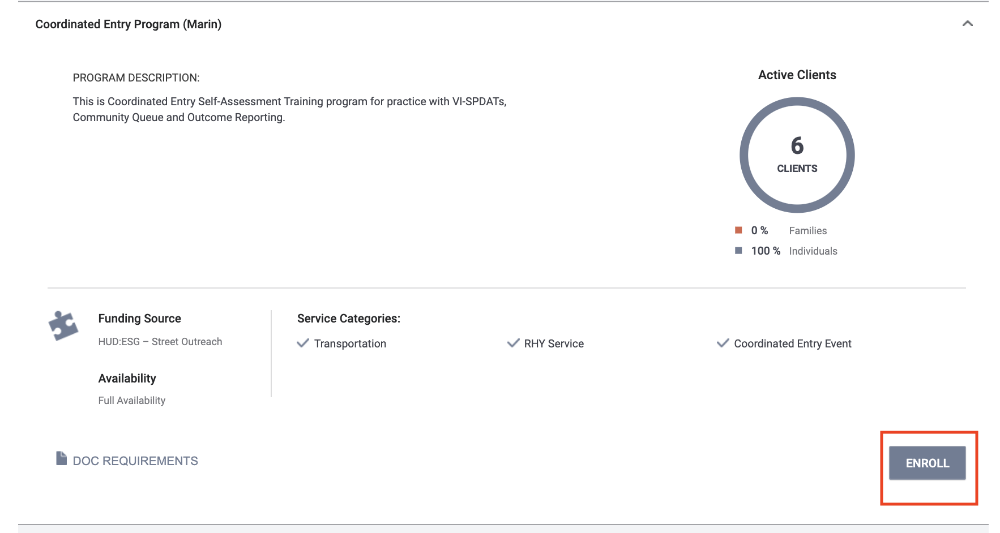 Coordinated Entry Program (Marin)
PROGRAM DESCRIPTION:
This is Coordinated Entry Self-Assessment Training program for practice with VI-SPDATs,
Community Queue and Outcome Reporting.
Active Clients
6
CLIENTS
0 % Families
100 % Individuals
Funding Source
HUD:ESG – Street Outreach
Availability
Full Availability
Service Categories:
Transportation
RHY Service
Coordinated Entry Event
DOC REQUIREMENTS
ENROLL